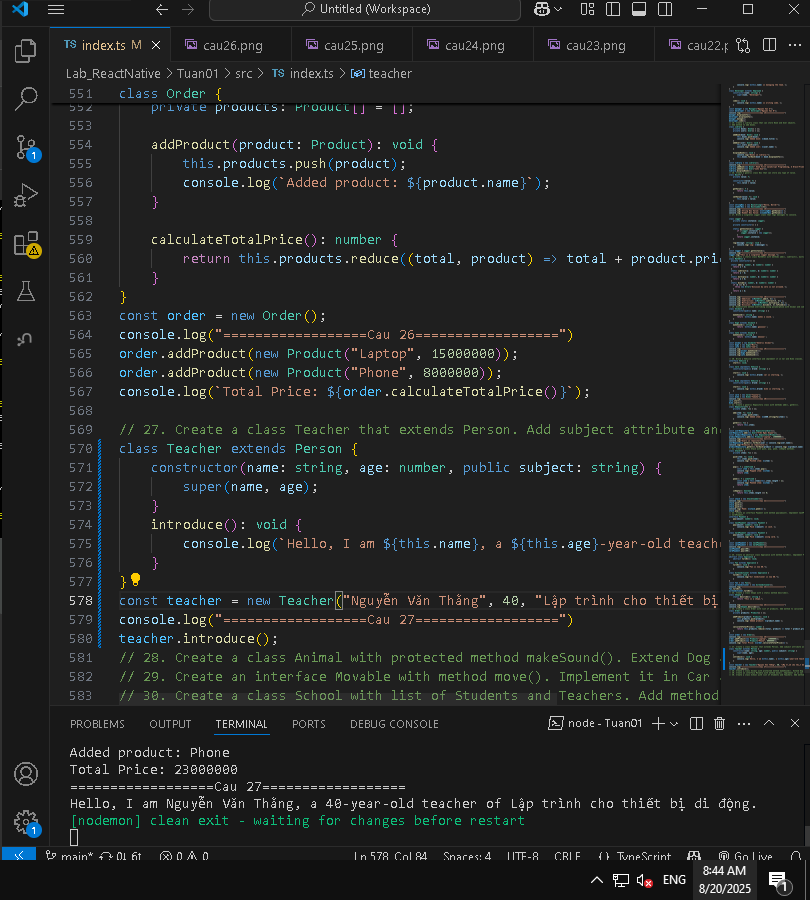 Untitled (Workspace)
TS index.ts M
cau26.png
cau25.png
cau24.png
cau23.png
cau22.p
Lab_ReactNative > Tuan01 > src > TS index.ts > teacher
551 class Order {
552 private products: Product[] = [];
553
554 addProduct(product: Product): void {
555 this.products.push(product);
556 console.log(`Added product: ${product.name}`);
557 }
558
559 calculateTotalPrice(): number {
560 return this.products.reduce((total, product) => total + product.pri
561 }
562 }
563 const order = new Order();
564 console.log("==================Cau 26==================")
565 order.addProduct(new Product("Laptop", 15000000));
566 order.addProduct(new Product("Phone", 8000000));
567 console.log(`Total Price: ${order.calculateTotalPrice()}`);
568
569 // 27. Create a class Teacher that extends Person. Add subject attribute an
570 class Teacher extends Person {
571 constructor(name: string, age: number, public subject: string) {
572 super(name, age);
573 }
574 introduce(): void {
575 console.log(`Hello, I am ${this.name}, a ${this.age}-year-old teache
576 }
577 }
578 const teacher = new Teacher("Nguyễn Văn Thắng", 40, "Lập trình cho thiết bị
579 console.log("==================Cau 27==================")
580 teacher.introduce();
581 // 28. Create a class Animal with protected method makeSound(). Extend Dog
582 // 29. Create an interface Movable with method move(). Implement it in Car
583 // 30. Create a class School with list of Students and Teachers. Add method
PROBLEMS OUTPUT TERMINAL PORTS DEBUG CONSOLE node - Tuan01
Added product: Phone
Total Price: 23000000
==================Cau 27==================
Hello, I am Nguyễn Văn Thắng, a 40-year-old teacher of Lập trình cho thiết bị di động.
[nodemon] clean exit - waiting for changes before restart
main* 0↓ 6↑ 0 0 Ln 578, Col 84 Spaces: 4 UTF-8 CRLF {} TypeScript Go Live
ENG
8:44 AM
8/20/2025
1